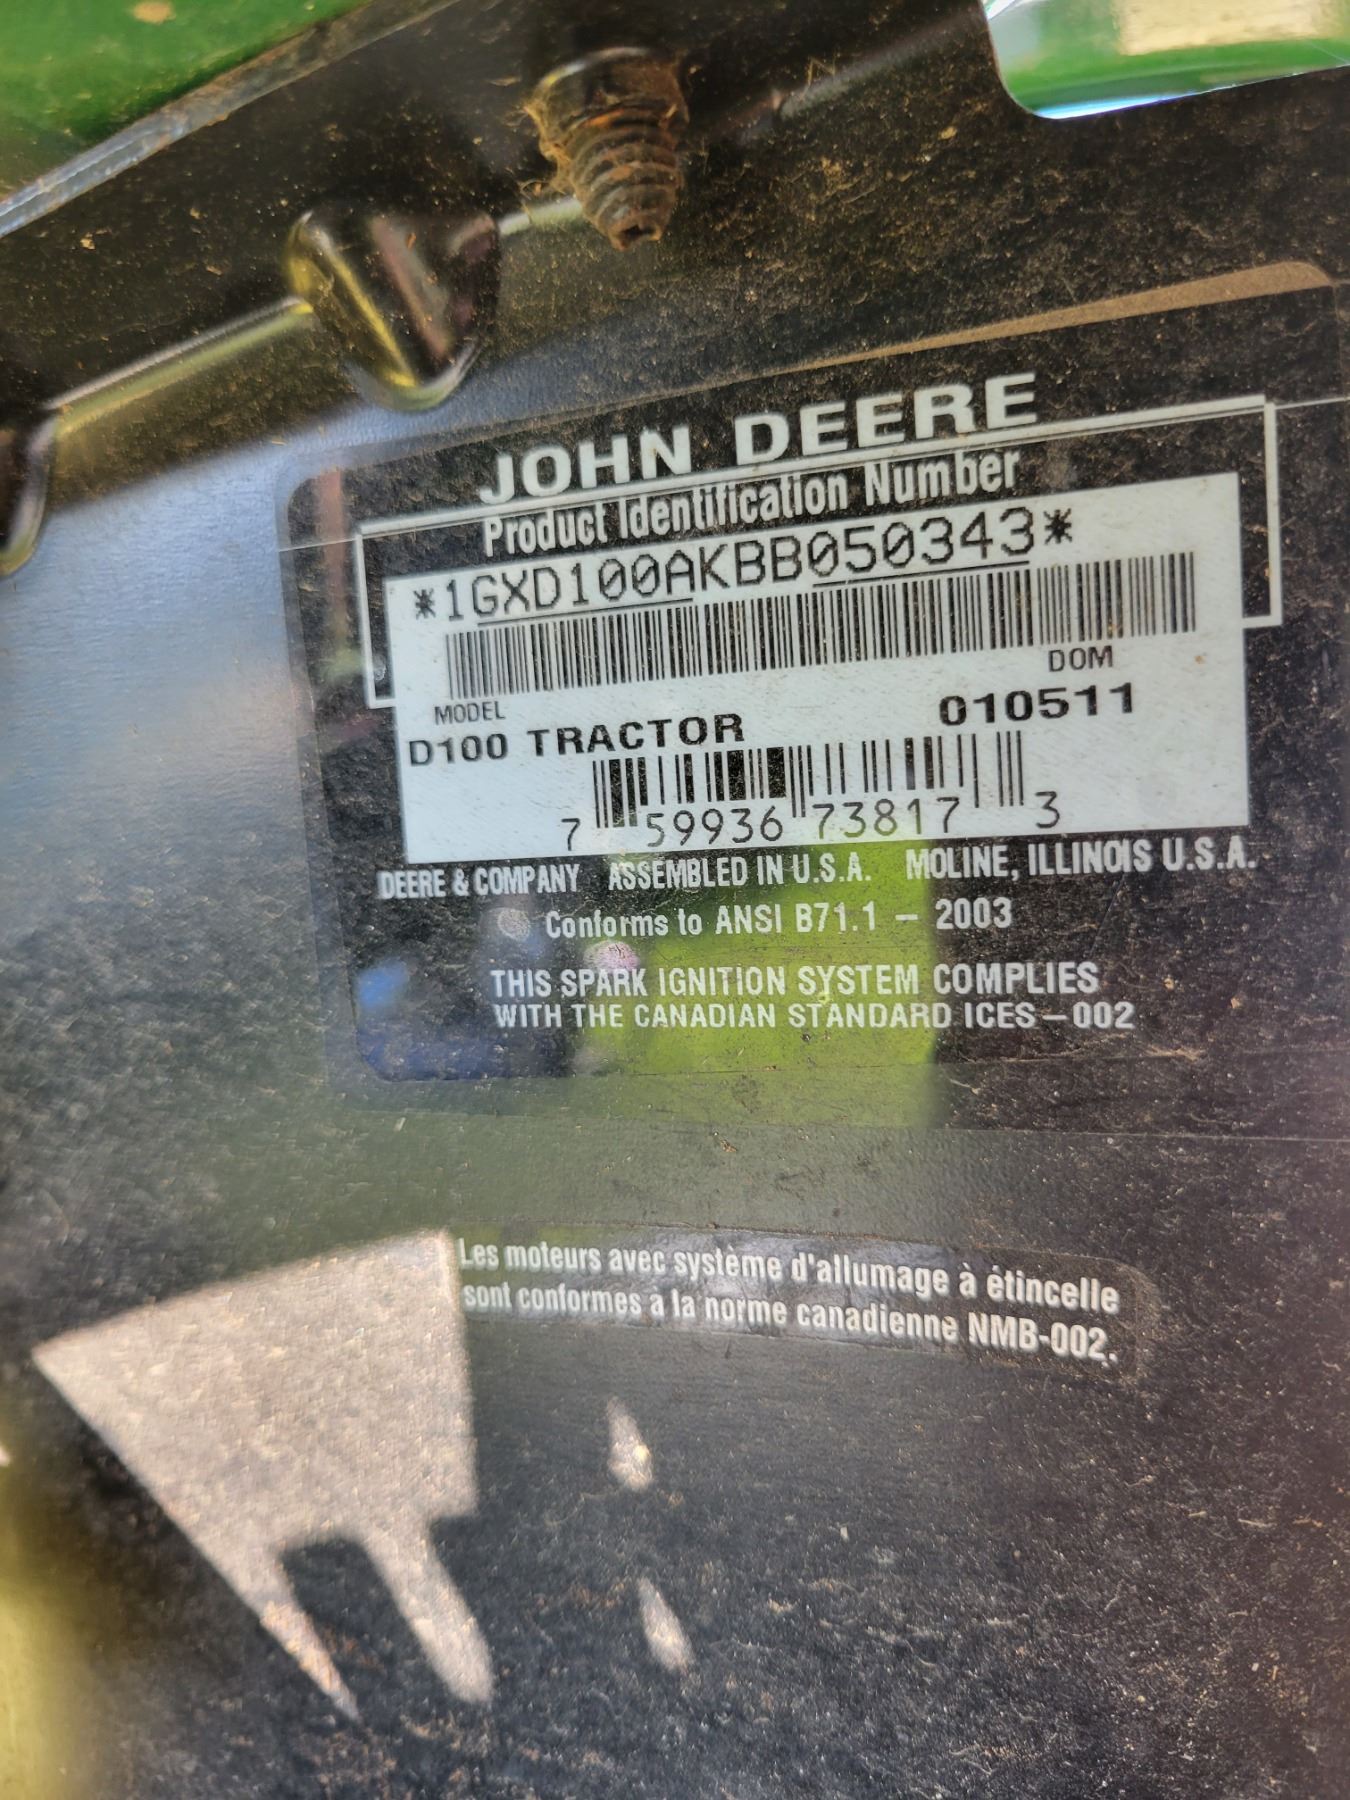 JOHN DEERE
Product Identification Number
*1GXD100AKBB050343*
DOM
MODEL
010511
D100 TRACTOR
7 59936 73817 3
DEERE & COMPANY ASSEMBLED IN U.S.A. MOLINE, ILLINOIS U.S.A.
Conforms to ANSI B71.1 – 2003
THIS SPARK IGNITION SYSTEM COMPLIES
WITH THE CANADIAN STANDARD ICES – 002
Les moteurs avec système d'allumage à étincelle
sont conformes a la norme canadienne NMB-002.